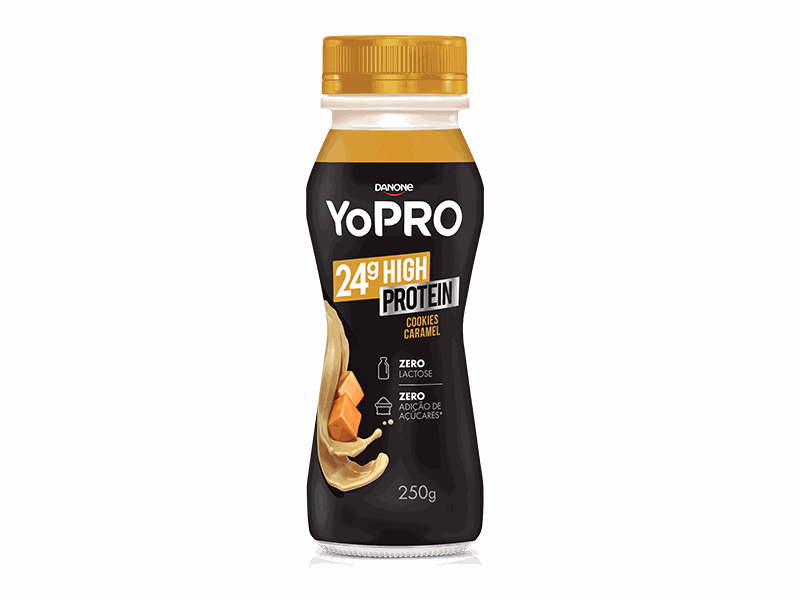 DANONE
YoPRO
24g HIGH
PROTEIN
COOKIES
CARAMEL
ZERO
LACTOSE
ZERO
ADIÇÃO DE
AÇÚCARES*
250g